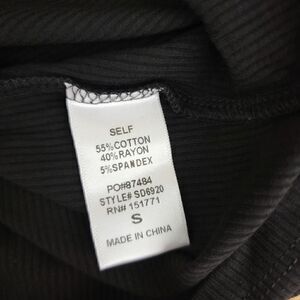 SELF
55%COTTON
40%RAYON
5%SPANDEX
PO#87484
STYLE# SD6920
RN# 151771
S
MADE IN CHINA